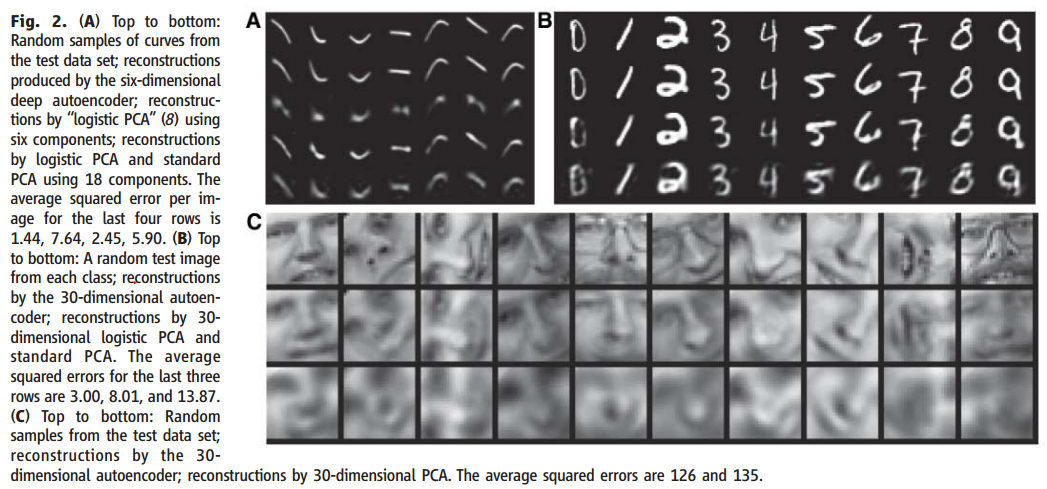 Fig. 2. (A) Top to bottom:
Random samples of curves from
the test data set; reconstructions
produced by the six-dimensional
deep autoencoder; reconstruc-
tions by "logistic PCA" (8) using
six components; reconstructions
by logistic PCA and standard
PCA using 18 components. The
average squared error per im-
age for the last four rows is
1.44, 7.64, 2.45, 5.90. (B) Top
to bottom: A random test image
from each class; reconstructions
by the 30-dimensional autoen-
coder; reconstructions by 30-
dimensional logistic PCA and
standard PCA. The average
squared errors for the last three
rows are 3.00, 8.01, and 13.87.
(C) Top to bottom: Random
samples from the test data set;
reconstructions by the 30-
dimensional autoencoder; reconstructions by 30-dimensional PCA. The average squared errors are 126 and 135.
A
B
0 1 2 3 4 5 6 7 8 9
0 1 2 3 4 5 6 7 8 9
0 1 2 3 4 5 6 7 8 9
0 1 2 3 4 5 6 7 8 9
C